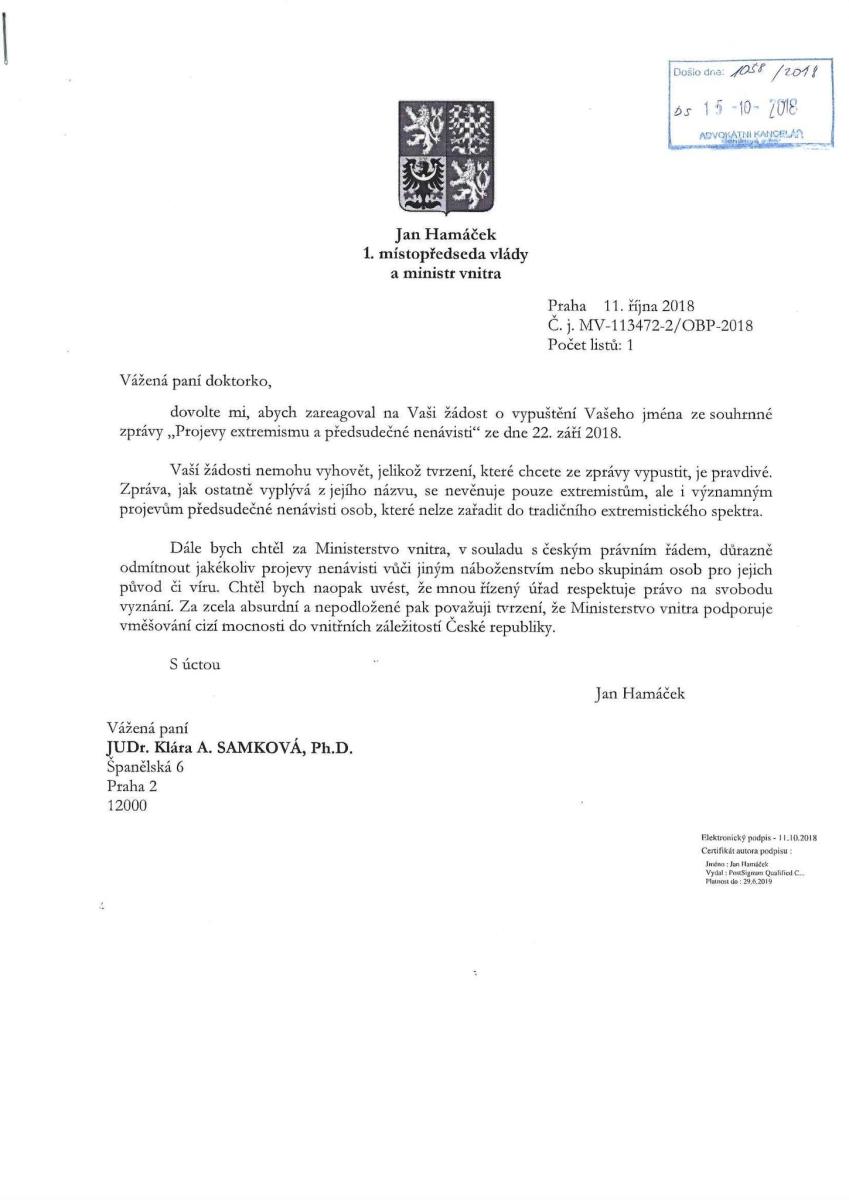 Došlo dne: 1058 /2018
DS 15 -10- 2018
ADVOKÁTNÍ KANCELÁŘ
Jan Hamáček
1. místopředseda vlády
a ministr vnitra
Praha 11. října 2018
Č. j. MV-113472-2/OBP-2018
Počet listů: 1
Vážená paní doktorko,
dovolte mi, abych zareagoval na Vaši žádost o vypuštění Vašeho jména ze souhrnné
zprávy „Projevy extremismu a předsudečné nenávisti“ ze dne 22. září 2018.
Vaší žádosti nemohu vyhovět, jelikož tvrzení, které chcete ze zprávy vypustit, je pravdivé.
Zpráva, jak ostatně vyplývá z jejího názvu, se nevěnuje pouze extremistům, ale i významným
projevům předsudečné nenávisti osob, které nelze zařadit do tradičního extremistického spektra.
Dále bych chtěl za Ministerstvo vnitra, v souladu s českým právním řádem, důrazně
odmítnout jakékoliv projevy nenávisti vůči jiným náboženstvím nebo skupinám osob pro jejich
původ či víru. Chtěl bych naopak uvést, že mnou řízený úřad respektuje právo na svobodu
vyznání. Za zcela absurdní a nepodložené pak považuji tvrzení, že Ministerstvo vnitra podporuje
vměšování cizí mocnosti do vnitřních záležitostí České republiky.
S úctou
Jan Hamáček
Vážená paní
JUDr. Klára A. SAMKOVÁ, Ph.D.
Španělská 6
Praha 2
12000
Elektronický podpis - 11.10.2018
Certifikát autora podpisu :
Jméno : Jan Hamáček
Vydal : PostSignum Qualified C...
Platnost do : 29.6.2019